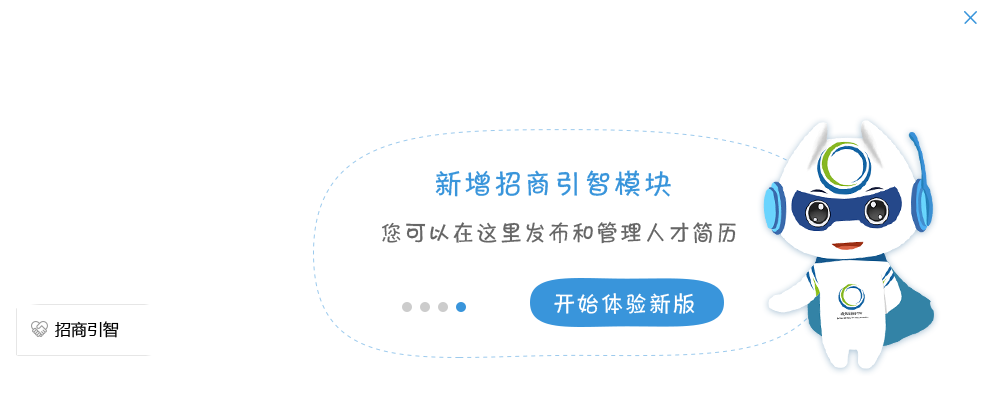 新增招商引智模块
您可以在这里发布和管理人才简历
开始体验新版
招商引智